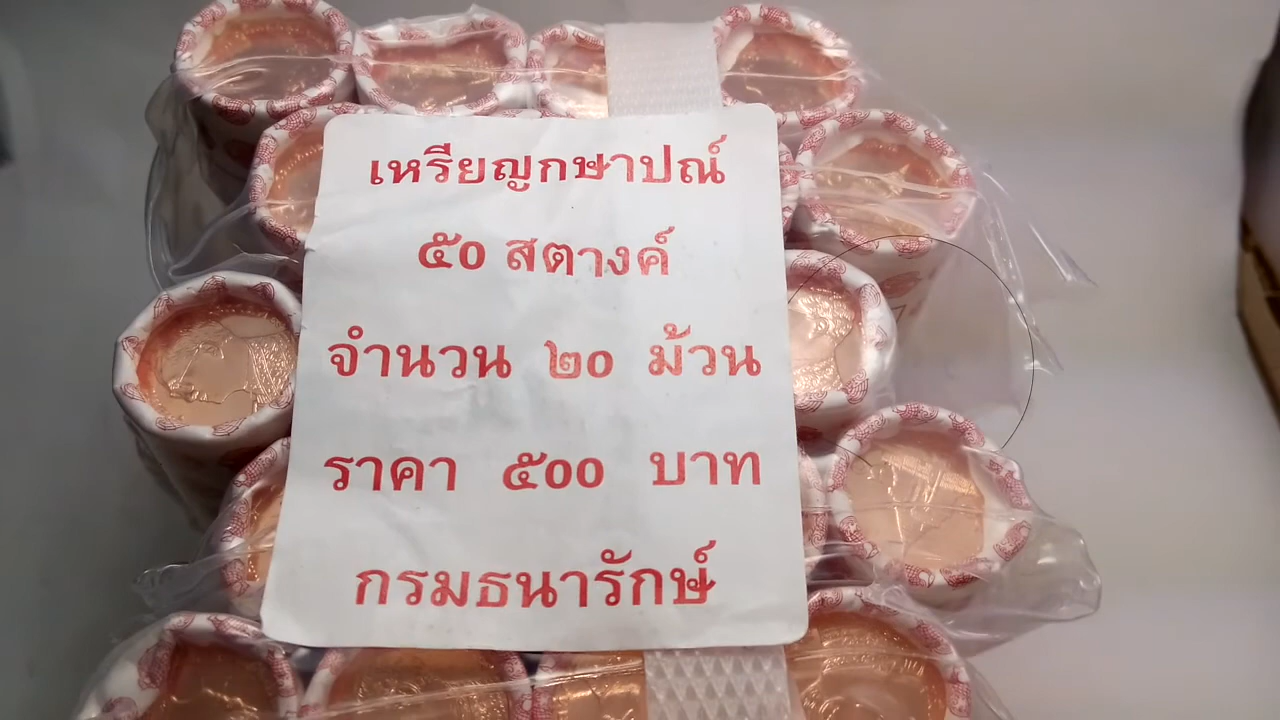 เหรียญกษาปณ์
๕๐ สตางค์
จำนวน ๒๐ ม้วน
ราคา ๕๐๐ บาท
กรมธนารักษ์